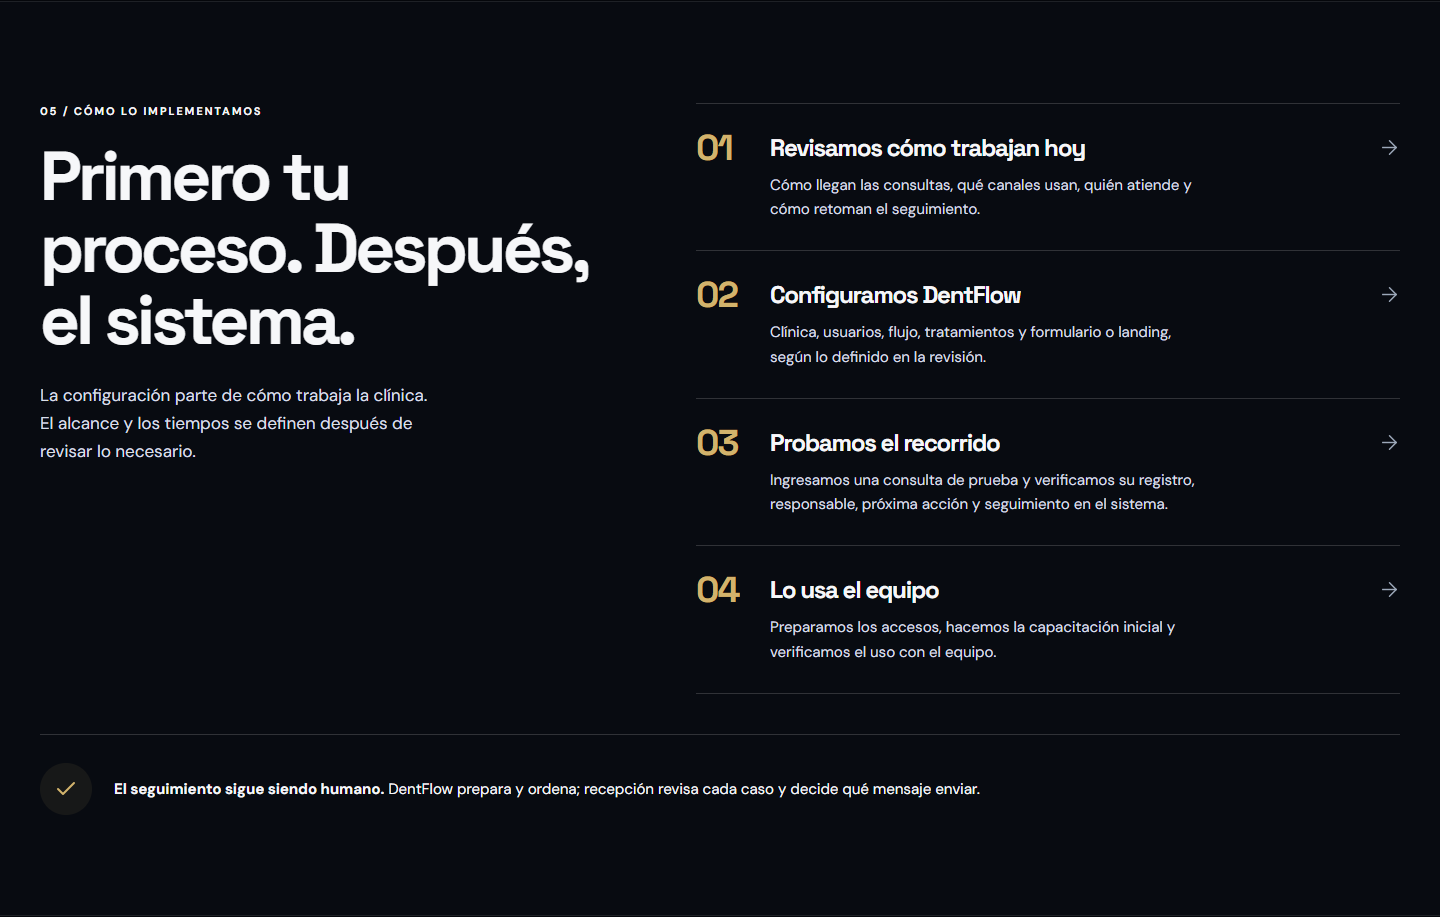 05 / CÓMO LO IMPLEMENTAMOS
Primero tu
proceso. Después,
el sistema.
La configuración parte de cómo trabaja la clínica.
El alcance y los tiempos se definen después de
revisar lo necesario.
01
Revisamos cómo trabajan hoy
Cómo llegan las consultas, qué canales usan, quién atiende y
cómo retoman el seguimiento.
02
Configuramos DentFlow
Clínica, usuarios, flujo, tratamientos y formulario o landing,
según lo definido en la revisión.
03
Probamos el recorrido
Ingresamos una consulta de prueba y verificamos su registro,
responsable, próxima acción y seguimiento en el sistema.
04
Lo usa el equipo
Preparamos los accesos, hacemos la capacitación inicial y
verificamos el uso con el equipo.
El seguimiento sigue siendo humano. DentFlow prepara y ordena; recepción revisa cada caso y decide qué mensaje enviar.